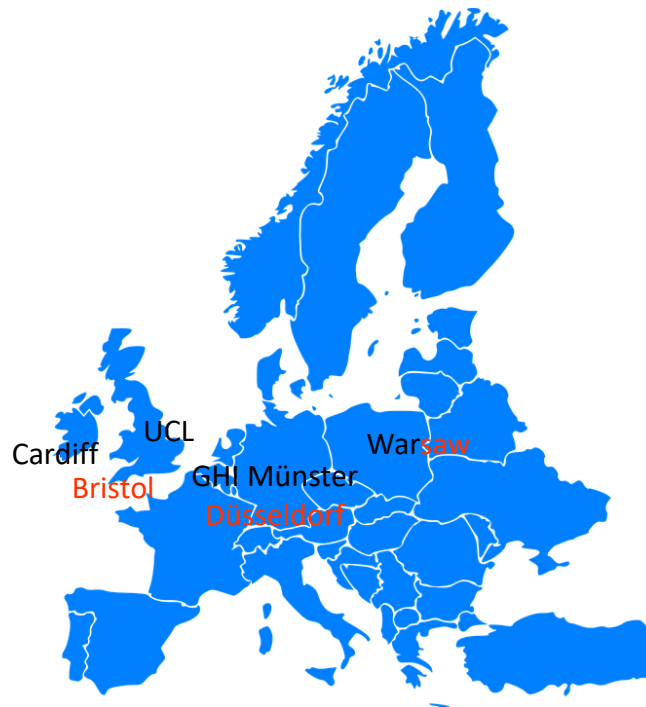 UCL
Warsaw
Cardiff
GHI Münster
Bristol
Düsseldorf